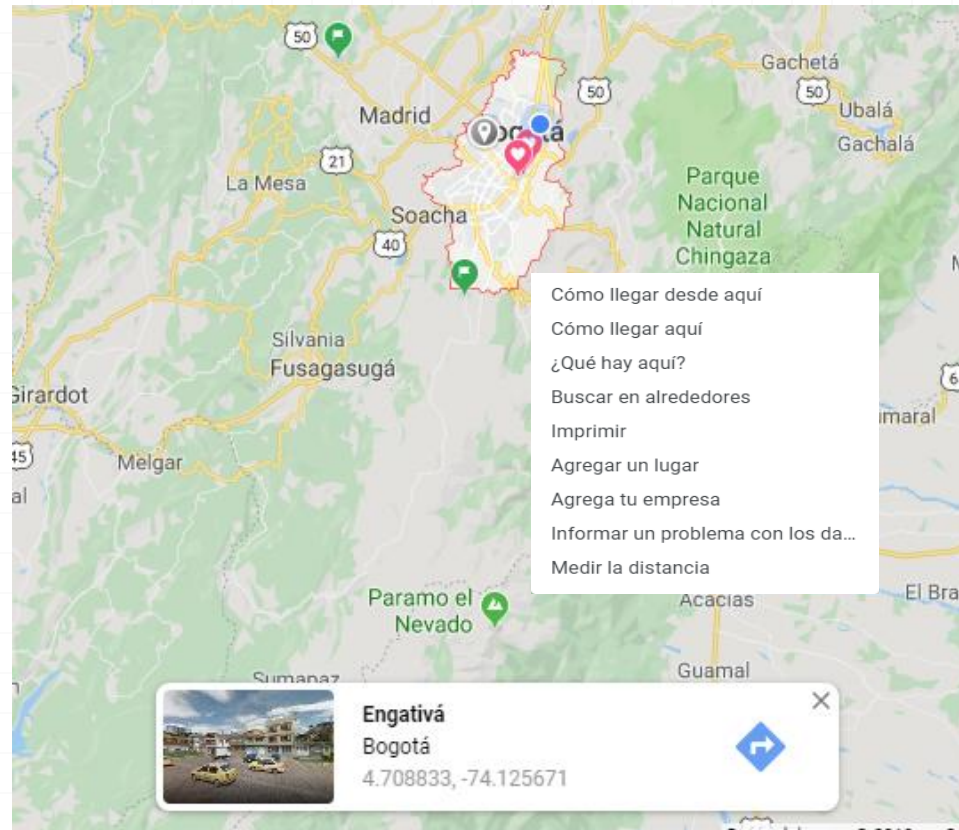 50
Gachetá
50
50
Ubalá
Madrid
Bogotá
Gachalá
21
La Mesa
Parque
Nacional
Natural
Chingaza
Soacha
40
Cómo llegar desde aquí
Cómo llegar aquí
¿Qué hay aquí?
Buscar en alrededores
Imprimir
Agregar un lugar
Agrega tu empresa
Informar un problema con los da...
Medir la distancia
Silvania
Fusagasugá
Girardot
Melgar
Paramo el
Nevado
Acacías
El Bra
Guamal
Sumapaz
Engativá
Bogotá
4.708833, -74.125671